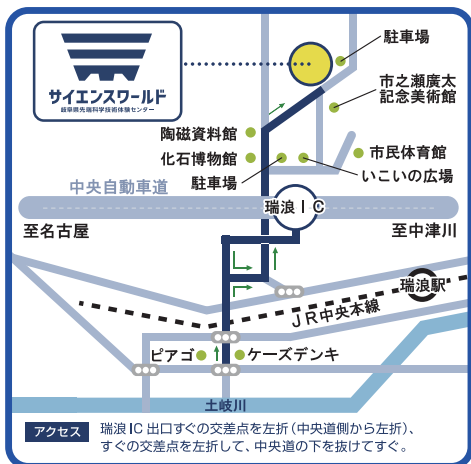 サイエンスワールド
岐阜県先端科学技術体験センター
駐車場
市之瀬廣太
記念美術館
陶磁資料館
化石博物館
駐車場
市民体育館
いこいの広場
中央自動車道
瑞浪IC
至名古屋
至中津川
瑞浪駅
JR中央本線
ピアゴ
ケーズデンキ
土岐川
アクセス
瑞浪IC出口すぐの交差点を左折(中央道側から左折)、
すぐの交差点を左折して、中央道の下を抜けてすぐ。